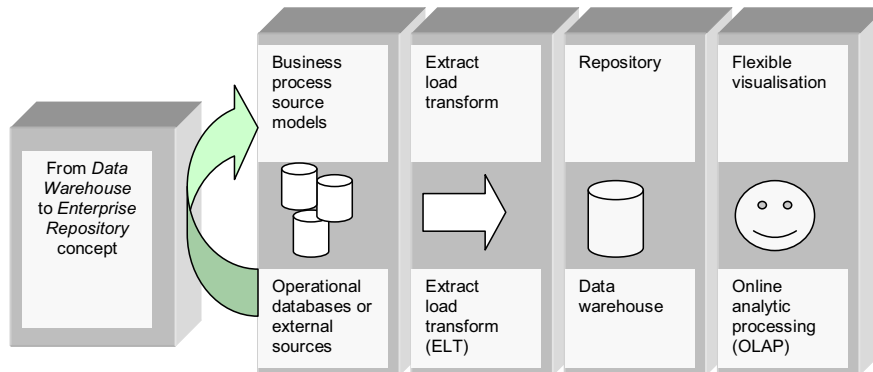 From Data
Warehouse
to Enterprise
Repository
concept
Business
process
source
models
Extract
load
transform
Repository
Flexible
visualisation
Operational
databases or
external
sources
Extract
load
transform
(ELT)
Data
warehouse
Online
analytic
processing
(OLAP)